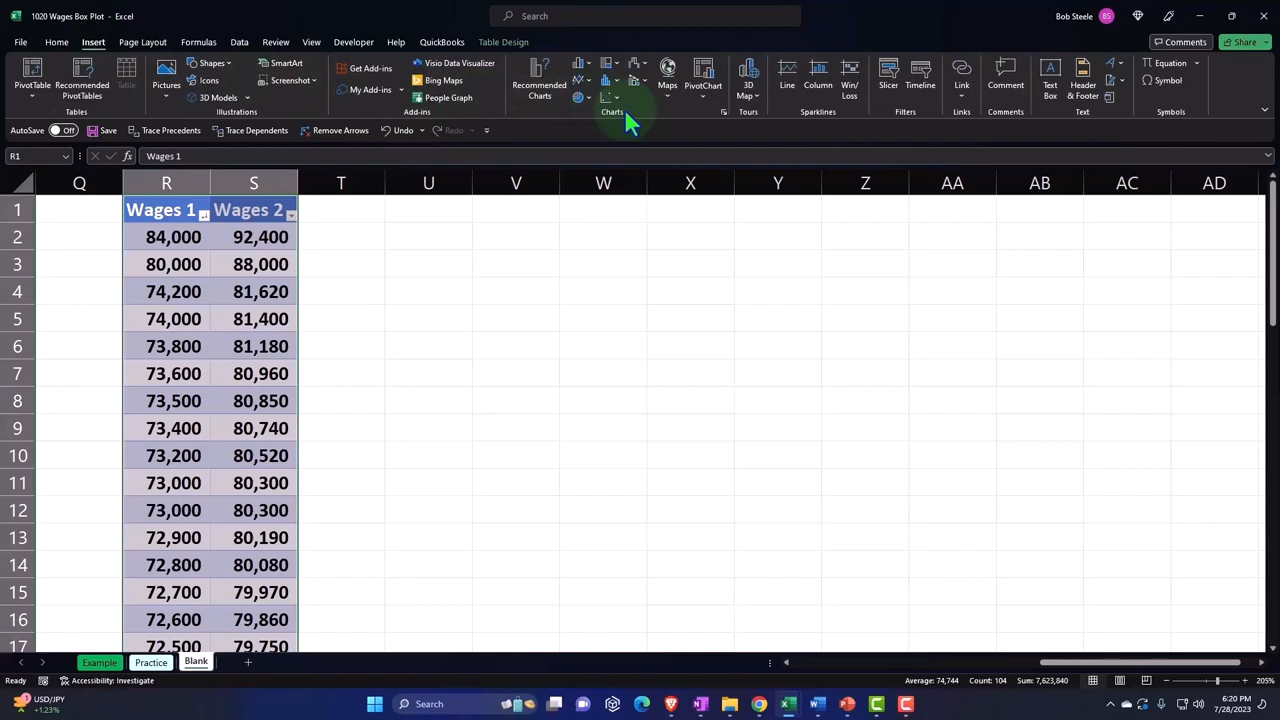 1020 Wages Box Plot - Excel
Search
Bob Steele
BS
File Home Insert Page Layout Formulas Data Review View Developer Help QuickBooks Table Design
Comments
Share
PivotTable
Recommended PivotTables
Table
Tables
Pictures
Shapes
Icons
3D Models
SmartArt
Screenshot
Illustrations
Get Add-ins
My Add-ins
Visio Data Visualizer
Bing Maps
People Graph
Add-ins
Recommended Charts
Maps
PivotChart
Charts
3D Map
Tours
Line
Column
Win/Loss
Sparklines
Slicer
Timeline
Filters
Link
Links
Comment
Comments
Text Box
Header & Footer
Text
Equation
Symbol
Symbols
AutoSave Off Save Trace Precedents Trace Dependents Remove Arrows Undo Redo
R1 fx Wages 1
Q R S T U V W X Y Z AA AB AC AD
1 Wages 1 Wages 2
2 84,000 92,400
3 80,000 88,000
4 74,200 81,620
5 74,000 81,400
6 73,800 81,180
7 73,600 80,960
8 73,500 80,850
9 73,400 80,740
10 73,200 80,520
11 73,000 80,300
12 73,000 80,300
13 72,900 80,190
14 72,800 80,080
15 72,700 79,970
16 72,600 79,860
17 72,500 79,750
Example Practice Blank
Ready Accessibility: Investigate Average: 74,744 Count: 104 Sum: 7,623,840 205%
USD/JPY
+1.23%
Search
6:20 PM
7/28/2023